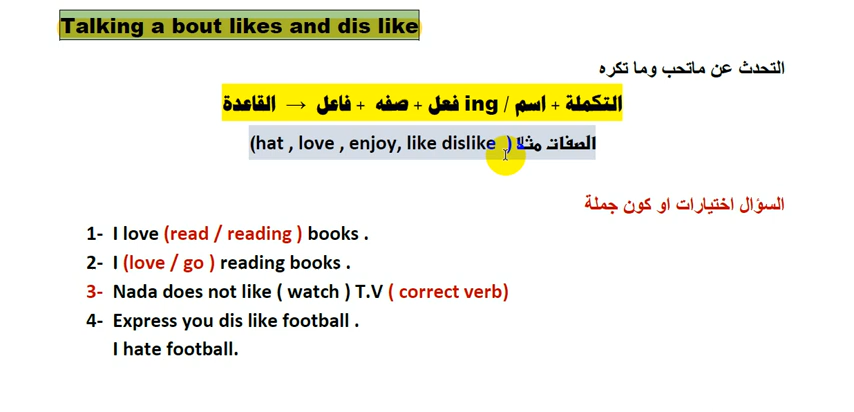 Talking a bout likes and dis like
التحدث عن ماتحب وما تكره
القاعدة → فاعل + صفه + فعل ing / اسم + التكملة
الصفات مثلا (hat , love , enjoy, like dislike )
السؤال اختيارات او كون جملة
1- I love (read / reading ) books .
2- I (love / go ) reading books .
3- Nada does not like ( watch ) T.V ( correct verb)
4- Express you dis like football .
I hate football.